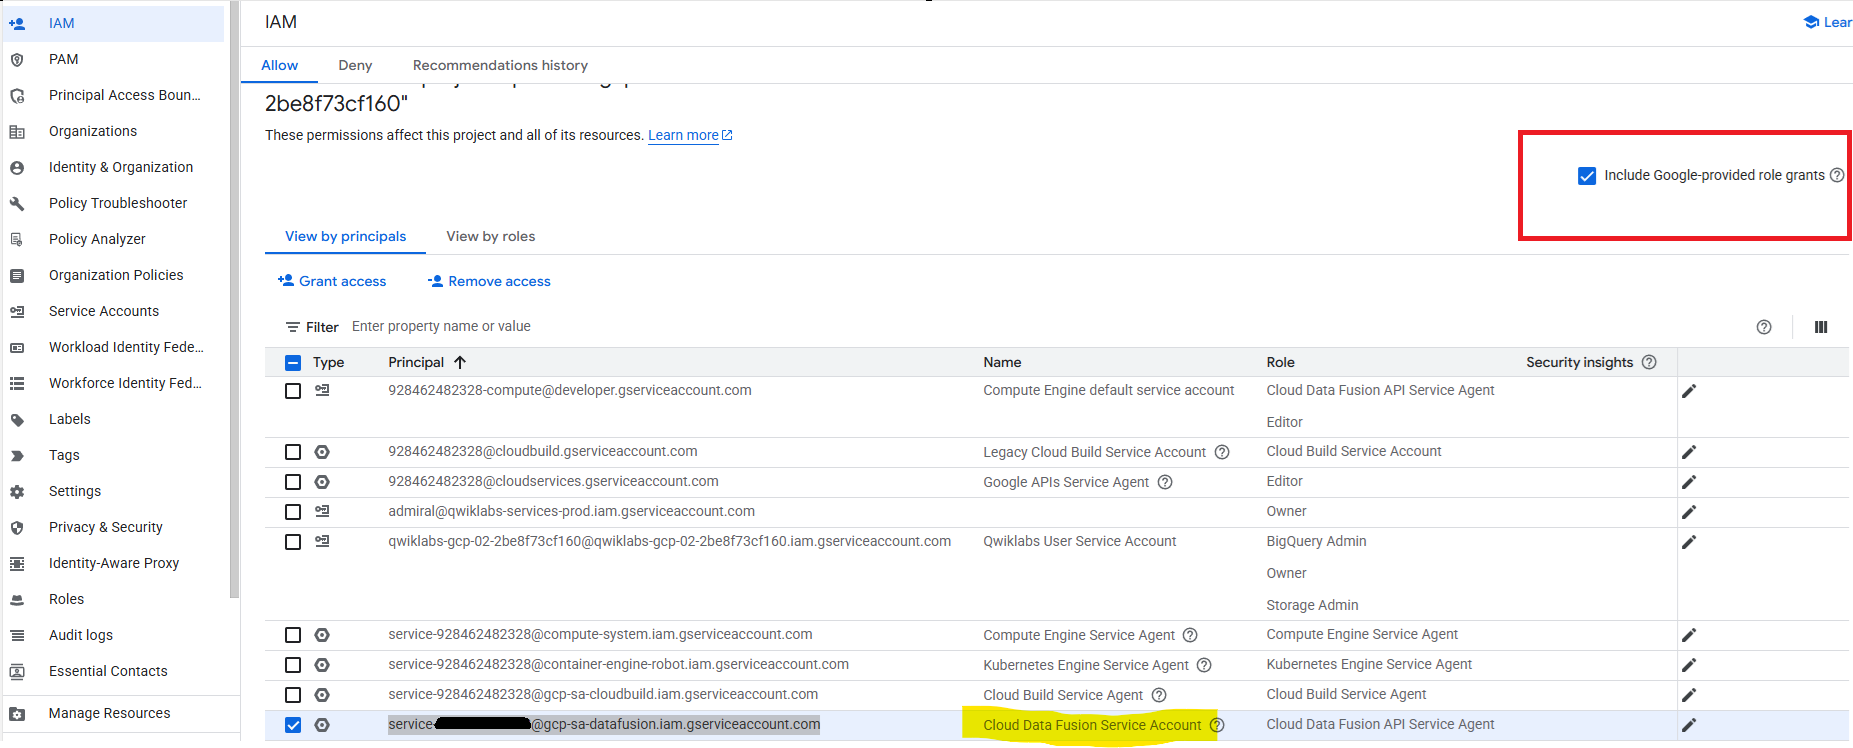 IAM
PAM
Principal Access Boun...
Organizations
Identity & Organization
Policy Troubleshooter
Policy Analyzer
Organization Policies
Service Accounts
Workload Identity Fede...
Workforce Identity Fed...
Labels
Tags
Settings
Privacy & Security
Identity-Aware Proxy
Roles
Audit logs
Essential Contacts
Manage Resources
IAM
Lear
Allow Deny Recommendations history
2be8f73cf160"
These permissions affect this project and all of its resources. Learn more
Include Google-provided role grants
View by principals View by roles
Grant access Remove access
Filter Enter property name or value
Type Principal Name Role Security insights
928462482328-compute@developer.gserviceaccount.com Compute Engine default service account Cloud Data Fusion API Service Agent
Editor
928462482328@cloudbuild.gserviceaccount.com Legacy Cloud Build Service Account Cloud Build Service Account
928462482328@cloudservices.gserviceaccount.com Google APIs Service Agent Editor
admiral@qwiklabs-services-prod.iam.gserviceaccount.com Owner
qwiklabs-gcp-02-2be8f73cf160@qwiklabs-gcp-02-2be8f73cf160.iam.gserviceaccount.com Qwiklabs User Service Account BigQuery Admin
Owner
Storage Admin
service-928462482328@compute-system.iam.gserviceaccount.com Compute Engine Service Agent Compute Engine Service Agent
service-928462482328@container-engine-robot.iam.gserviceaccount.com Kubernetes Engine Service Agent Kubernetes Engine Service Agent
service-928462482328@gcp-sa-cloudbuild.iam.gserviceaccount.com Cloud Build Service Agent Cloud Build Service Agent
service- @gcp-sa-datafusion.iam.gserviceaccount.com Cloud Data Fusion Service Account Cloud Data Fusion API Service Agent